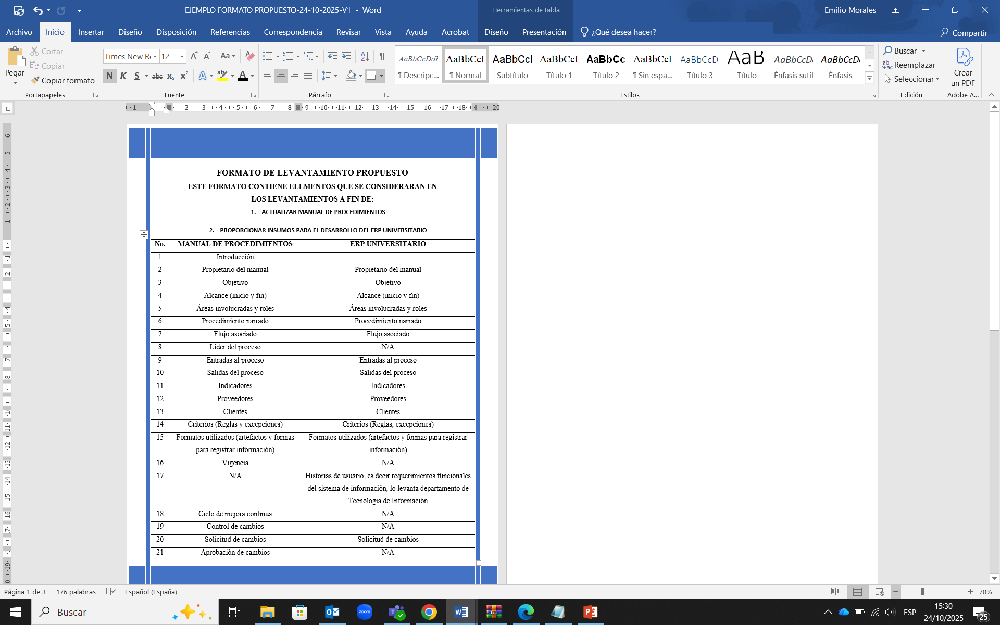 EJEMPLO FORMATO PROPUESTO-24-10-2025-V1 - Word
Herramientas de tabla
Emilio Morales
Archivo Inicio Insertar Diseño Disposición Referencias Correspondencia Revisar Vista Ayuda Acrobat Diseño Presentación ¿Qué desea hacer? Compartir
Pegar
Cortar
Copiar
Copiar formato
Portapapeles
Times New Ro 12
N K S abc x₂ x²
Fuente
Párrafo
AaBbCcDdI AaBbCcI AaBbCcI AaBbCcI AaBbCc AaBbCcI AaBbCcD AaB AaBbCcD AaBbCcD
¶ Descripc... ¶ Normal Subtítulo Título 1 Título 2 ¶ Sin espa... Título 3 Título Énfasis sutil Énfasis
Estilos
Buscar
Reemplazar
Seleccionar
Edición
Crear
un PDF
Adobe A...
FORMATO DE LEVANTAMIENTO PROPUESTO
ESTE FORMATO CONTIENE ELEMENTOS QUE SE CONSIDERARAN EN
LOS LEVANTAMIENTOS A FIN DE:
1. ACTUALIZAR MANUAL DE PROCEDIMIENTOS
2. PROPORCIONAR INSUMOS PARA EL DESARROLLO DEL ERP UNIVERSITARIO
No. MANUAL DE PROCEDIMIENTOS ERP UNIVERSITARIO
1 Introducción
2 Propietario del manual Propietario del manual
3 Objetivo Objetivo
4 Alcance (inicio y fin) Alcance (inicio y fin)
5 Áreas involucradas y roles Áreas involucradas y roles
6 Procedimiento narrado Procedimiento narrado
7 Flujo asociado Flujo asociado
8 Líder del proceso N/A
9 Entradas al proceso Entradas al proceso
10 Salidas del proceso Salidas del proceso
11 Indicadores Indicadores
12 Proveedores Proveedores
13 Clientes Clientes
14 Criterios (Reglas y excepciones) Criterios (Reglas, excepciones)
15 Formatos utilizados (artefactos y formas Formatos utilizados (artefactos y formas para registrar
para registrar información) información)
16 Vigencia N/A
17 N/A Historias de usuario, es decir requerimientos funcionales
del sistema de información, lo levanta departamento de
Tecnología de Información
18 Ciclo de mejora continua N/A
19 Control de cambios N/A
20 Solicitud de cambios Solicitud de cambios
21 Aprobación de cambios N/A
Página 1 de 3 176 palabras Español (España) 70%
Buscar
zoom
ESP
15:30
24/10/2025
25